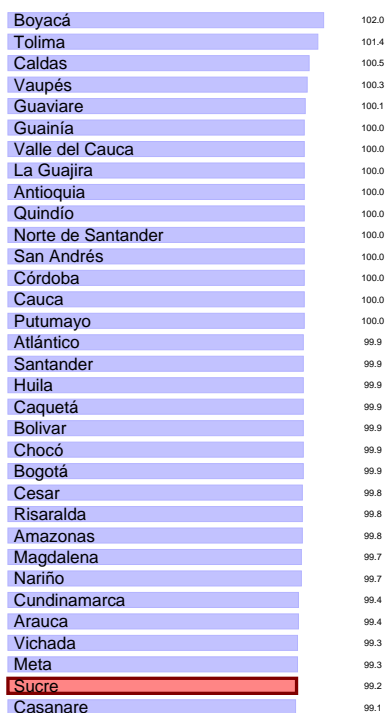 Boyacá 102.0
Tolima 101.4
Caldas 100.5
Vaupés 100.3
Guaviare 100.1
Guainía 100.0
Valle del Cauca 100.0
La Guajira 100.0
Antioquia 100.0
Quindío 100.0
Norte de Santander 100.0
San Andrés 100.0
Córdoba 100.0
Cauca 100.0
Putumayo 100.0
Atlántico 99.9
Santander 99.9
Huila 99.9
Caquetá 99.9
Bolivar 99.9
Chocó 99.9
Bogotá 99.9
Cesar 99.8
Risaralda 99.8
Amazonas 99.8
Magdalena 99.7
Nariño 99.7
Cundinamarca 99.4
Arauca 99.4
Vichada 99.3
Meta 99.3
Sucre 99.2
Casanare 99.1